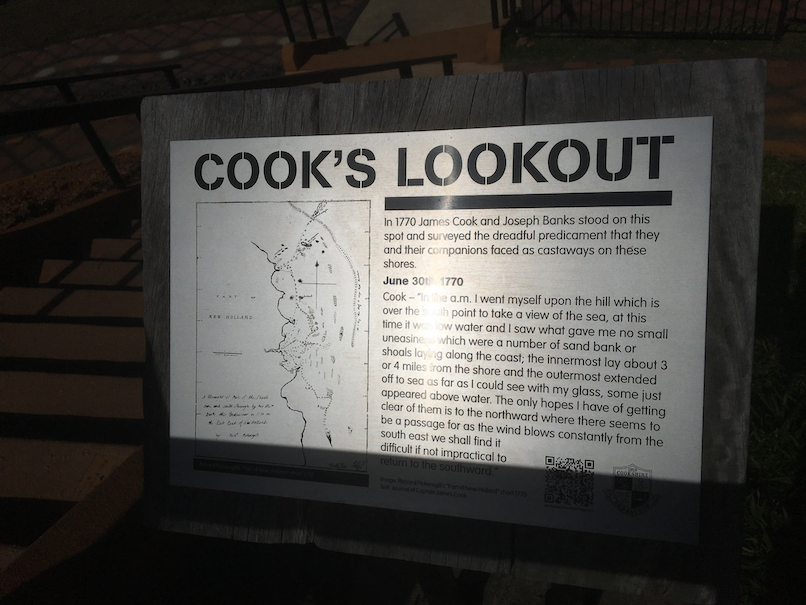 COOK'S LOOKOUT
In 1770 James Cook and Joseph Banks stood on this
spot and surveyed the dreadful predicament that they
and their companions faced as castaways on these
shores.
June 30th 1770
Cook – "In the a.m. I went myself upon the hill which is
over the south point to take a view of the sea, at this
time it was low water and I saw what gave me no small
uneasiness which were a number of sand bank or
shoals laying along the coast; the innermost lay about 3
or 4 miles from the shore and the outermost extended
off to sea as far as I could see with my glass, some just
appeared above water. The only hopes I have of getting
clear of them is to the northward where there seems to
be a passage for as the wind blows constantly from the
south east we shall find it
difficult if not impractical to
return to the southward."
PART OF
NEW HOLLAND
COOKTOWN